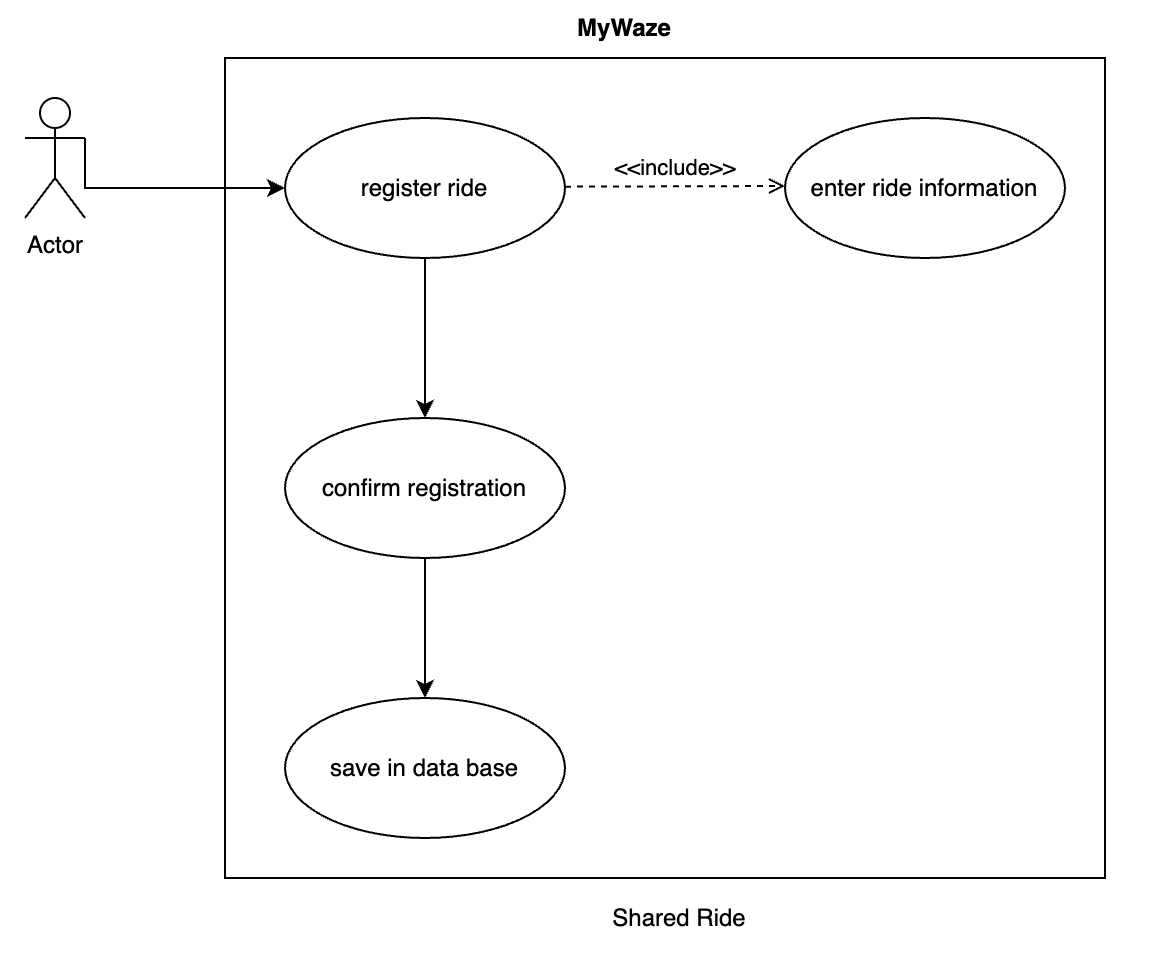 MyWaze
Actor
register ride
<<include>>
enter ride information
confirm registration
save in data base
Shared Ride